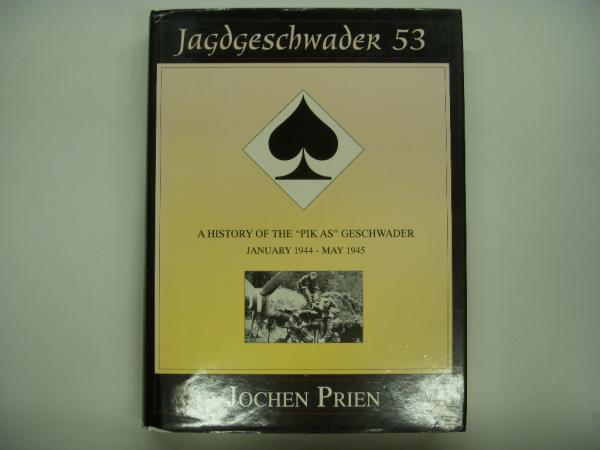 Jagdgeschwader 53
A HISTORY OF THE "PIK AS" GESCHWADER
JANUARY 1944 - MAY 1945
JOCHEN PRIEN